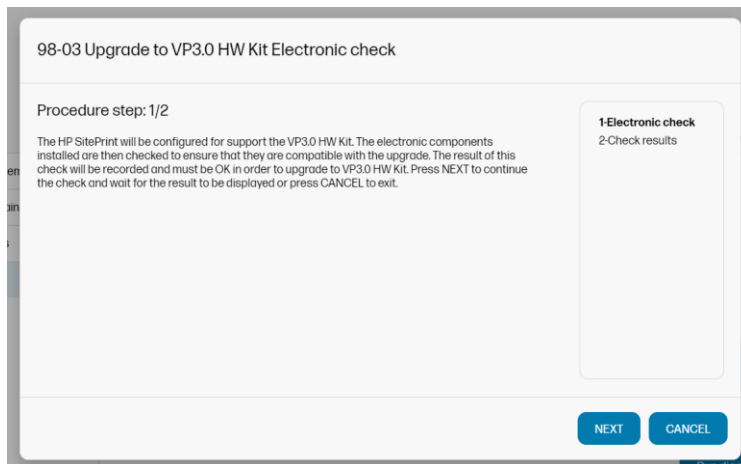 98-03 Upgrade to VP3.0 HW Kit Electronic check
Procedure step: 1/2
The HP SitePrint will be configured for support the VP3.0 HW Kit. The electronic components
installed are then checked to ensure that they are compatible with the upgrade. The result of this
check will be recorded and must be OK in order to upgrade to VP3.0 HW Kit. Press NEXT to continue
the check and wait for the result to be displayed or press CANCEL to exit.
1-Electronic check
2-Check results
NEXT
CANCEL